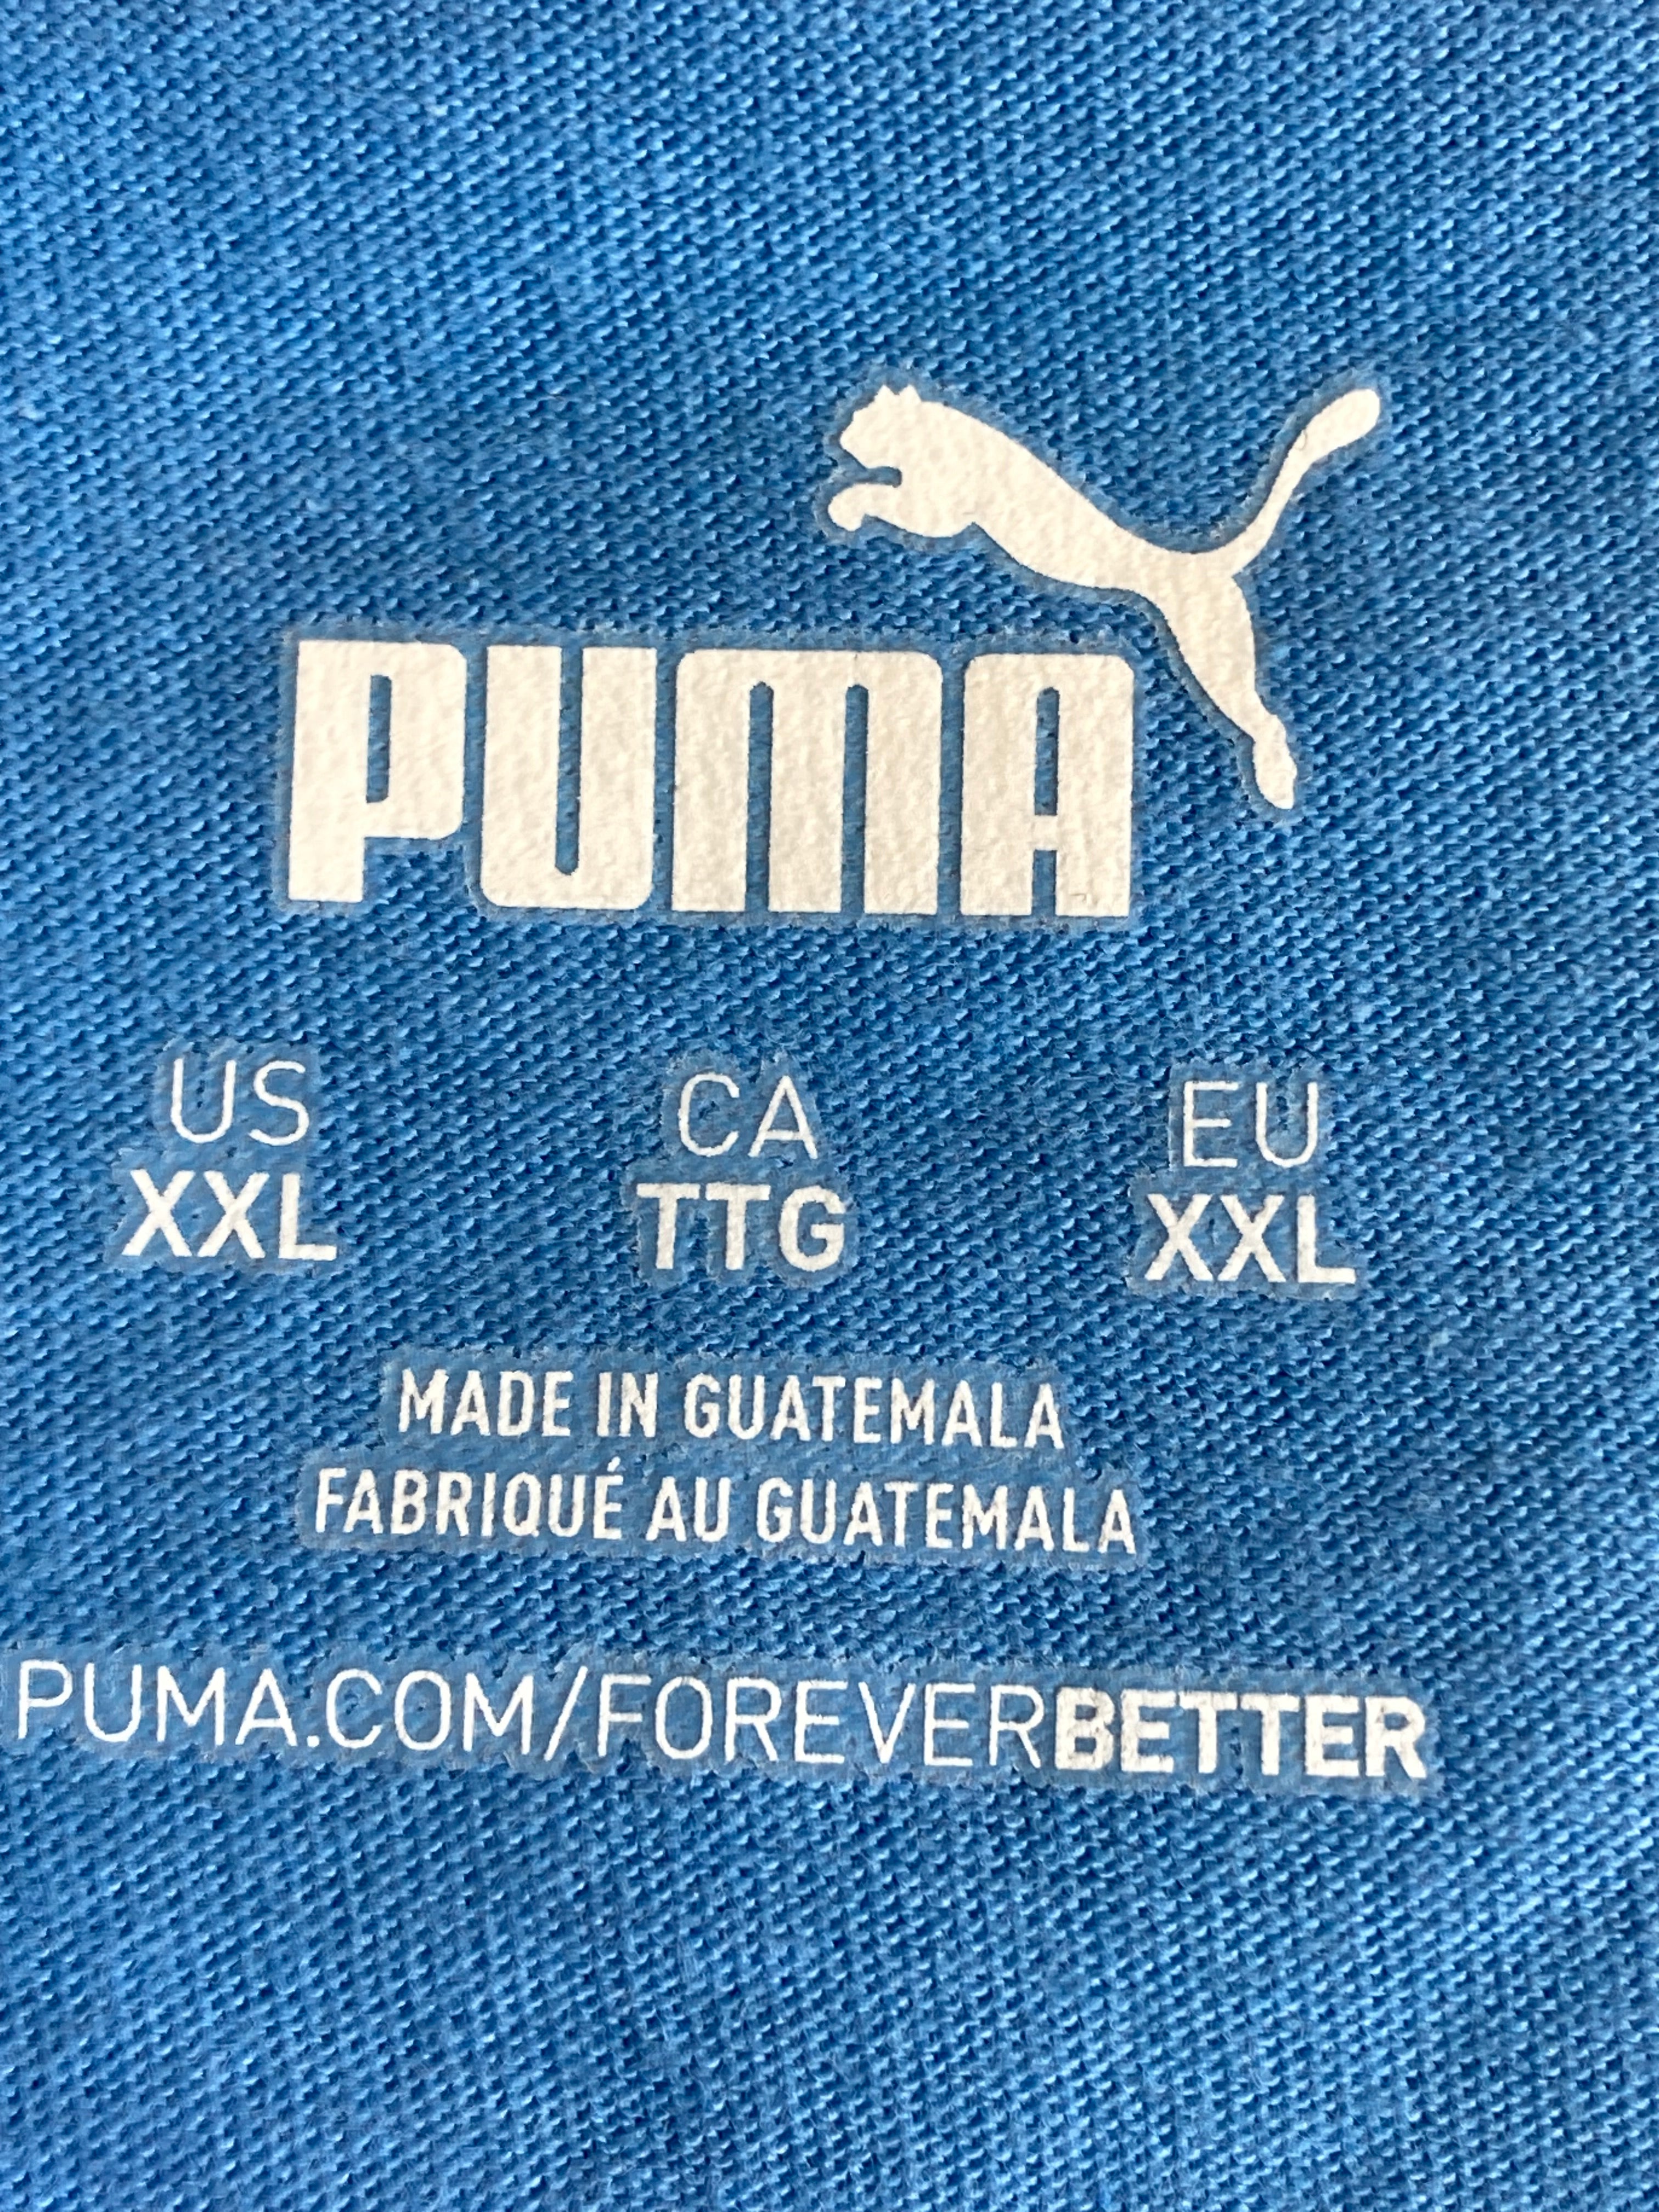 PUMA
US CA EU
XXL TTG XXL
MADE IN GUATEMALA
FABRIQUÉ AU GUATEMALA
PUMA.COM/FOREVERBETTER